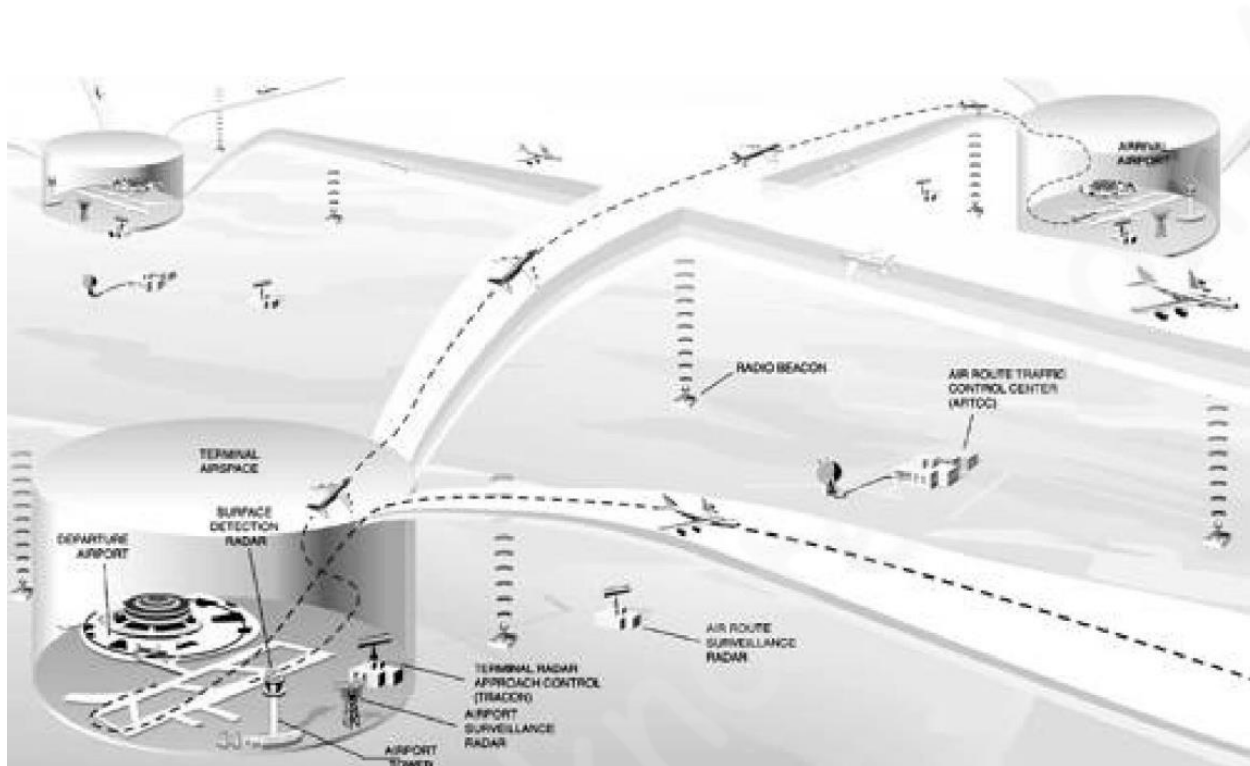 ARRIVAL
AIRPORT
RADIO BEACON
AIR ROUTE TRAFFIC
CONTROL CENTER
(ARTCC)
TERMINAL
AIRSPACE
SURFACE
DETECTION
RADAR
DEPARTURE
AIRPORT
AIR ROUTE
SURVEILLANCE
RADAR
TERMINAL RADAR
APPROACH CONTROL
(TRACON)
AIRPORT
SURVEILLANCE
RADAR
AIRPORT
TOWER